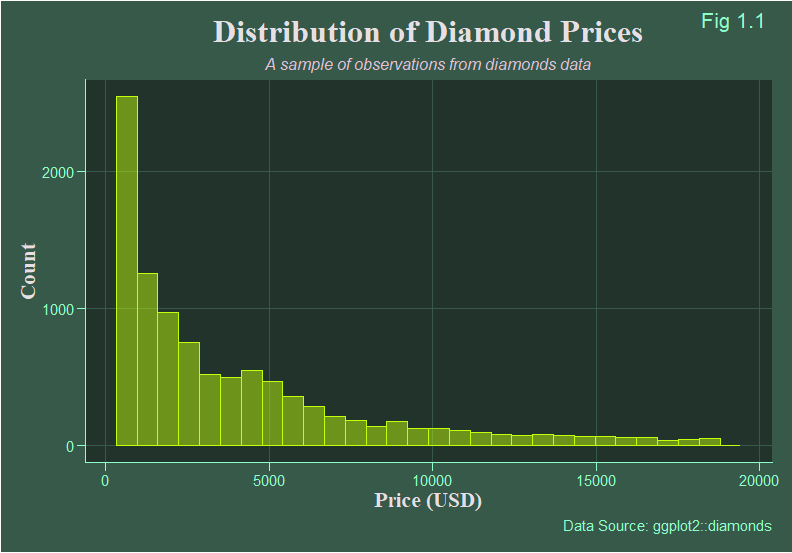 Fig 1.1
Distribution of Diamond Prices
A sample of observations from diamonds data
Count
2000
1000
0
0 5000 10000 15000 20000
Price (USD)
Data Source: ggplot2::diamonds